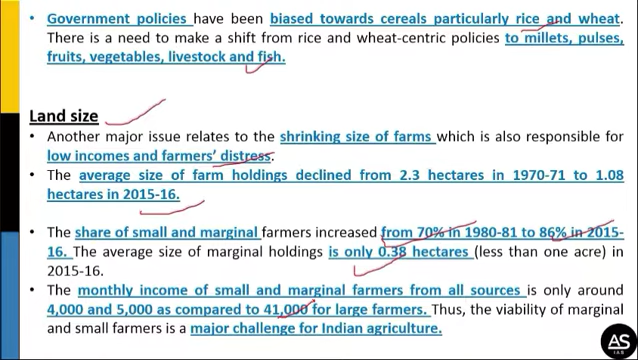 • Government policies have been biased towards cereals particularly rice and wheat.
There is a need to make a shift from rice and wheat-centric policies to millets, pulses,
fruits, vegetables, livestock and fish.
Land size
• Another major issue relates to the shrinking size of farms which is also responsible for
low incomes and farmers' distress.
• The average size of farm holdings declined from 2.3 hectares in 1970-71 to 1.08
hectares in 2015-16.
• The share of small and marginal farmers increased from 70% in 1980-81 to 86% in 2015-
16. The average size of marginal holdings is only 0.38 hectares (less than one acre) in
2015-16.
• The monthly income of small and marginal farmers from all sources is only around
4,000 and 5,000 as compared to 41,000 for large farmers. Thus, the viability of marginal
and small farmers is a major challenge for Indian agriculture.
AS
IAS